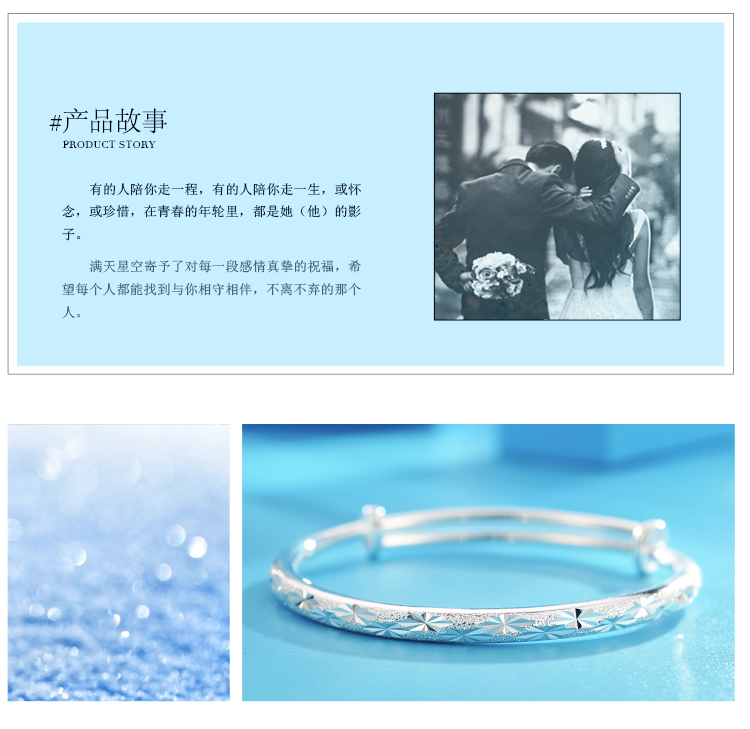 #产品故事
PRODUCT STORY
有的人陪你走一程，有的人陪你走一生，或怀
念，或珍惜，在青春的年轮里，都是她（他）的影
子。
满天星空寄予了对每一段感情真挚的祝福，希
望每个人都能找到与你相守相伴，不离不弃的那个
人。